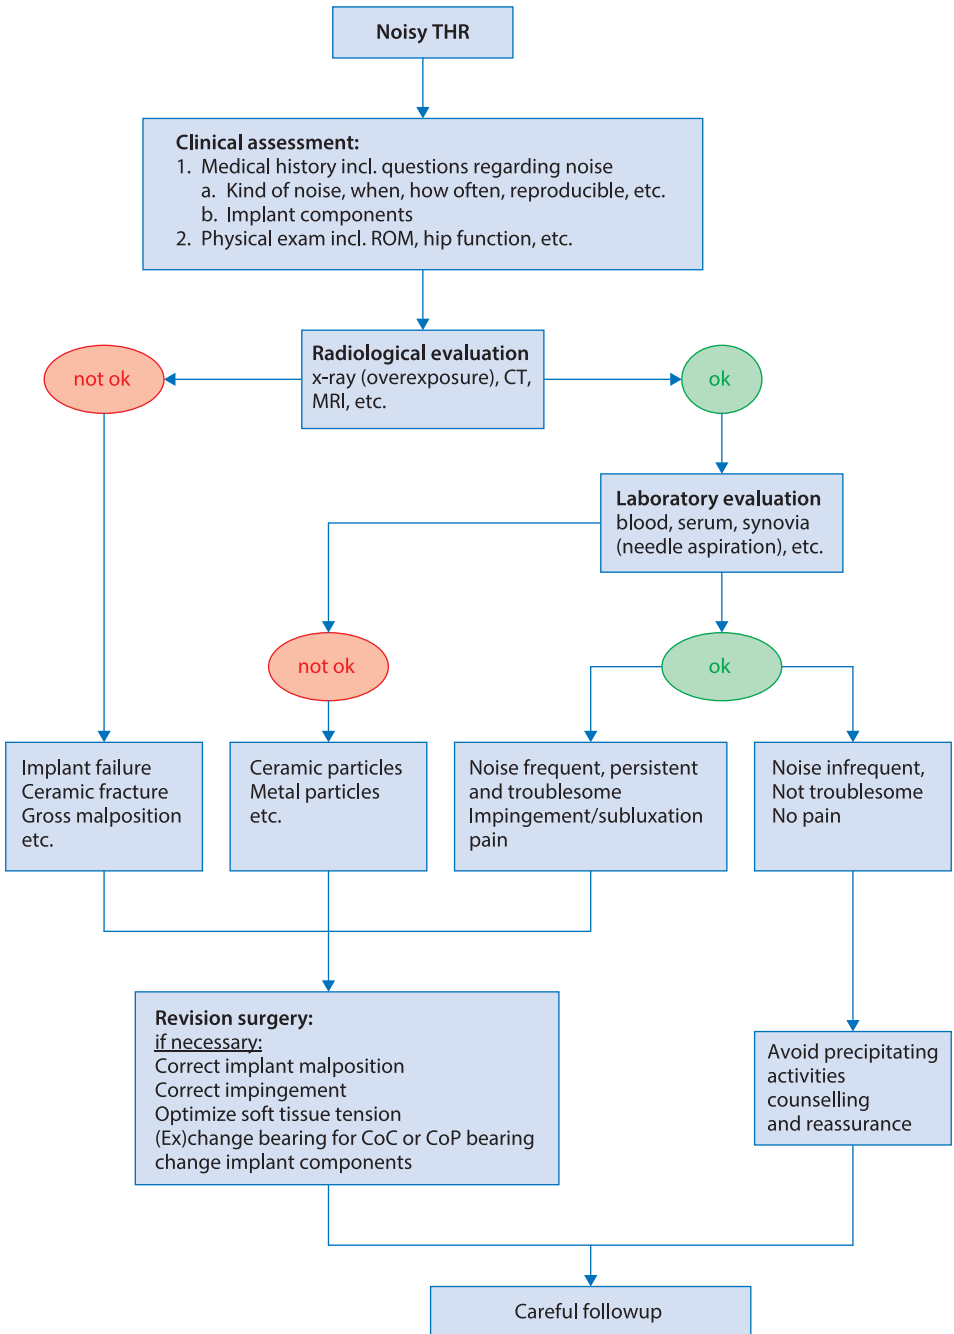 Noisy THR
Clinical assessment:
1. Medical history incl. questions regarding noise
a. Kind of noise, when, how often, reproducible, etc.
b. Implant components
2. Physical exam incl. ROM, hip function, etc.
not ok
Radiological evaluation
x-ray (overexposure), CT,
MRI, etc.
ok
Laboratory evaluation
blood, serum, synovia
(needle aspiration), etc.
not ok
ok
Implant failure
Ceramic fracture
Gross malposition
etc.
Ceramic particles
Metal particles
etc.
Noise frequent, persistent
and troublesome
Impingement/subluxation
pain
Noise infrequent,
Not troublesome
No pain
Revision surgery:
if necessary:
Correct implant malposition
Correct impingement
Optimize soft tissue tension
(Ex)change bearing for CoC or CoP bearing
change implant components
Avoid precipitating
activities
counselling
and reassurance
Careful followup